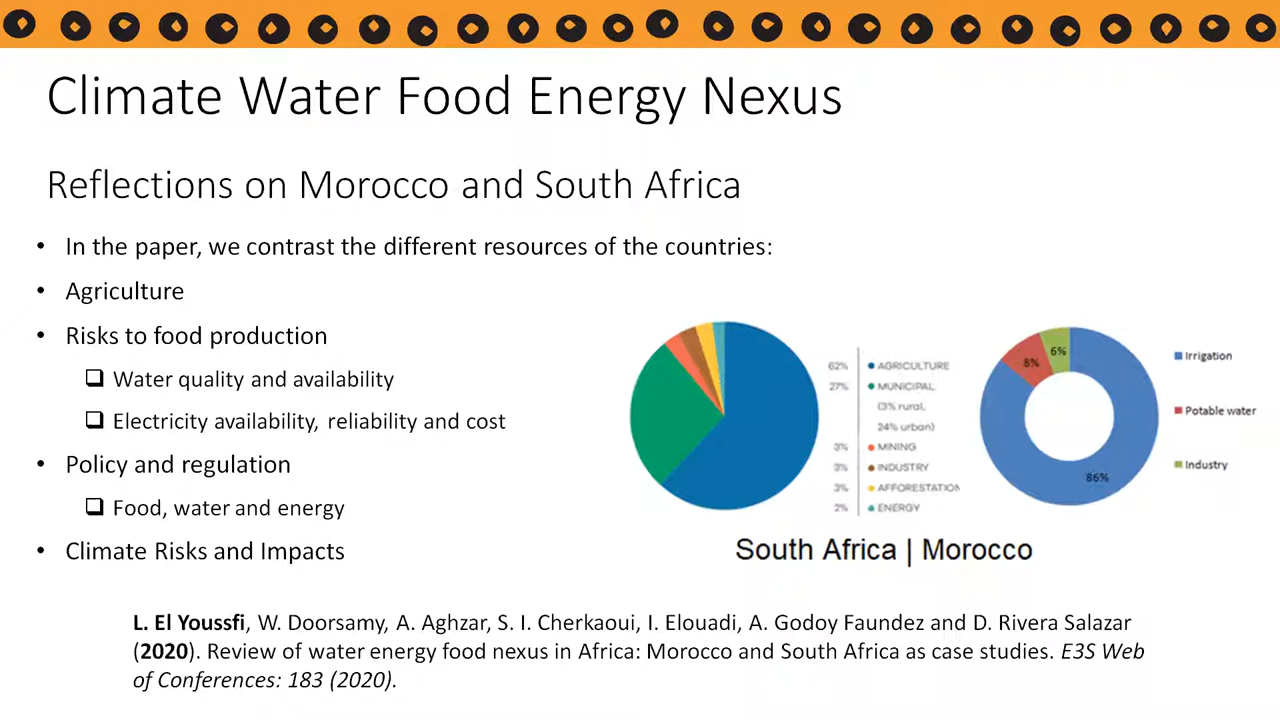 Climate Water Food Energy Nexus
Reflections on Morocco and South Africa
• In the paper, we contrast the different resources of the countries:
• Agriculture
• Risks to food production
❑ Water quality and availability
❑ Electricity availability, reliability and cost
• Policy and regulation
❑ Food, water and energy
• Climate Risks and Impacts
62% AGRICULTURE
27% MUNICIPAL
(3% rural,
24% urban)
3% MINING
3% INDUSTRY
3% AFFORESTATION
2% ENERGY
8%
6%
86%
Irrigation
Potable water
Industry
South Africa | Morocco
L. El Youssfi, W. Doorsamy, A. Aghzar, S. I. Cherkaoui, I. Elouadi, A. Godoy Faundez and D. Rivera Salazar
(2020). Review of water energy food nexus in Africa: Morocco and South Africa as case studies. E3S Web
of Conferences: 183 (2020).